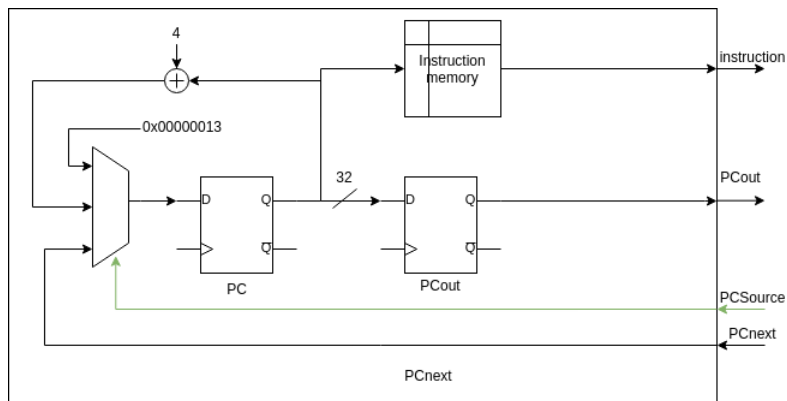 4
Instruction
memory
instruction
0x00000013
32
PCout
D
Q
D
Q
Q
Q
PC
PCout
PCSource
PCnext
PCnext